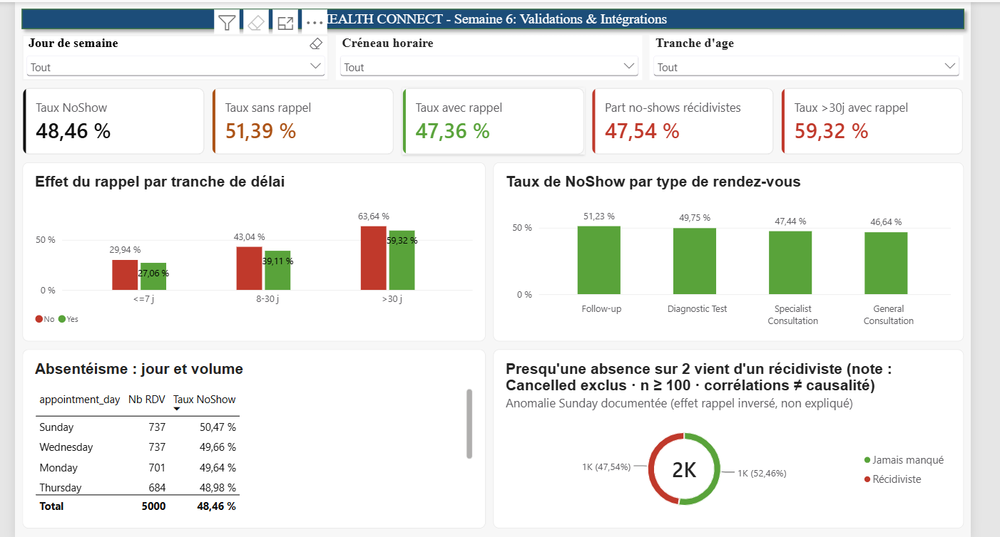 EALTH CONNECT - Semaine 6: Validations & Intégrations
Jour de semaine
Tout
Créneau horaire
Tout
Tranche d'age
Tout
Taux NoShow
48,46 %
Taux sans rappel
51,39 %
Taux avec rappel
47,36 %
Part no-shows récidivistes
47,54 %
Taux >30j avec rappel
59,32 %
Effet du rappel par tranche de délai
50 %
0 %
29,94 %
27,06 %
43,04 %
39,11 %
63,64 %
59,32 %
<=7 j
8-30 j
>30 j
No Yes
Taux de NoShow par type de rendez-vous
50 %
0 %
51,23 %
49,75 %
47,44 %
46,64 %
Follow-up
Diagnostic Test
Specialist
Consultation
General
Consultation
Absentéisme : jour et volume
appointment_day Nb RDV Taux NoShow
Sunday 737 50,47 %
Wednesday 737 49,66 %
Monday 701 49,64 %
Thursday 684 48,98 %
Total 5000 48,46 %
Presqu'une absence sur 2 vient d'un récidiviste (note :
Cancelled exclus · n ≥ 100 · corrélations ≠ causalité)
Anomalie Sunday documentée (effet rappel inversé, non expliqué)
1K (47,54%)
2K
1K (52,46%)
Jamais manqué
Récidiviste